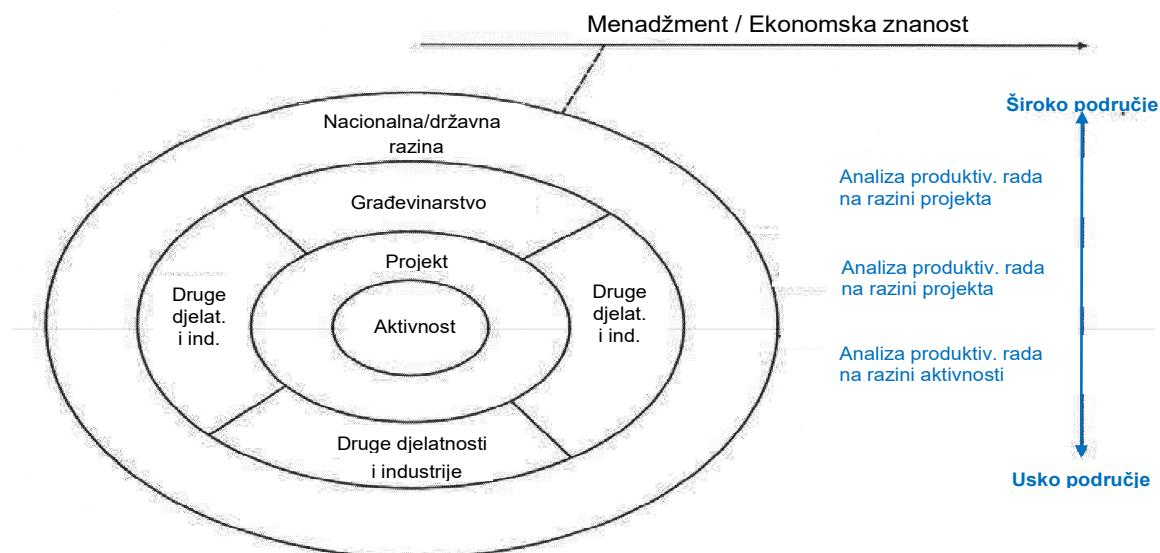 Menadžment / Ekonomska znanost
Široko područje
Nacionalna/državna
razina
Analiza produktiv. rada
na razini projekta
Građevinarstvo
Projekt
Analiza produktiv. rada
na razini projekta
Druge
djelat.
i ind.
Aktivnost
Druge
djelat.
i ind.
Analiza produktiv. rada
na razini aktivnosti
Druge djelatnosti
i industrije
Usko područje